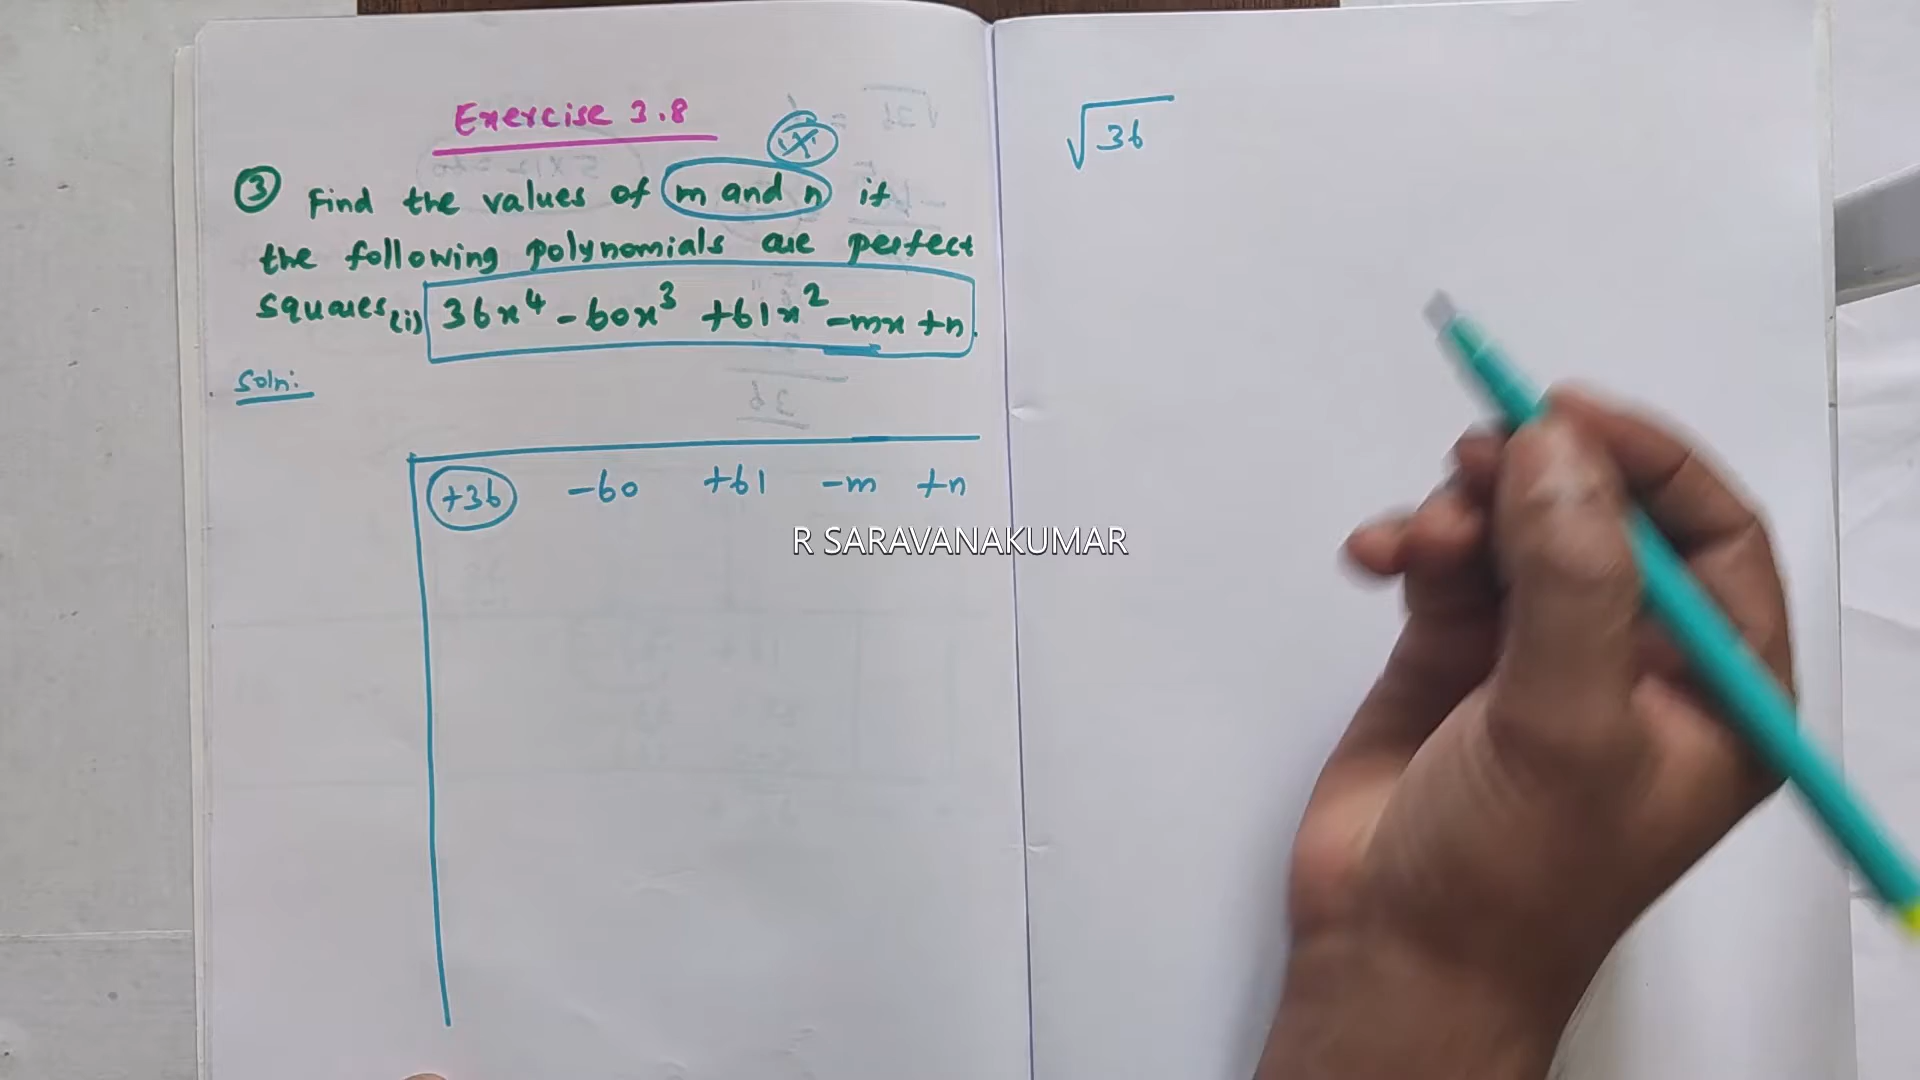 Exercise 3.8
③ Find the values of m and n if
the following polynomials are perfect
squares (i) 36x⁴ - 60x³ + 61x² - mx + n.
Soln:
+36 -60 +61 -m +n
√36
R SARAVANAKUMAR